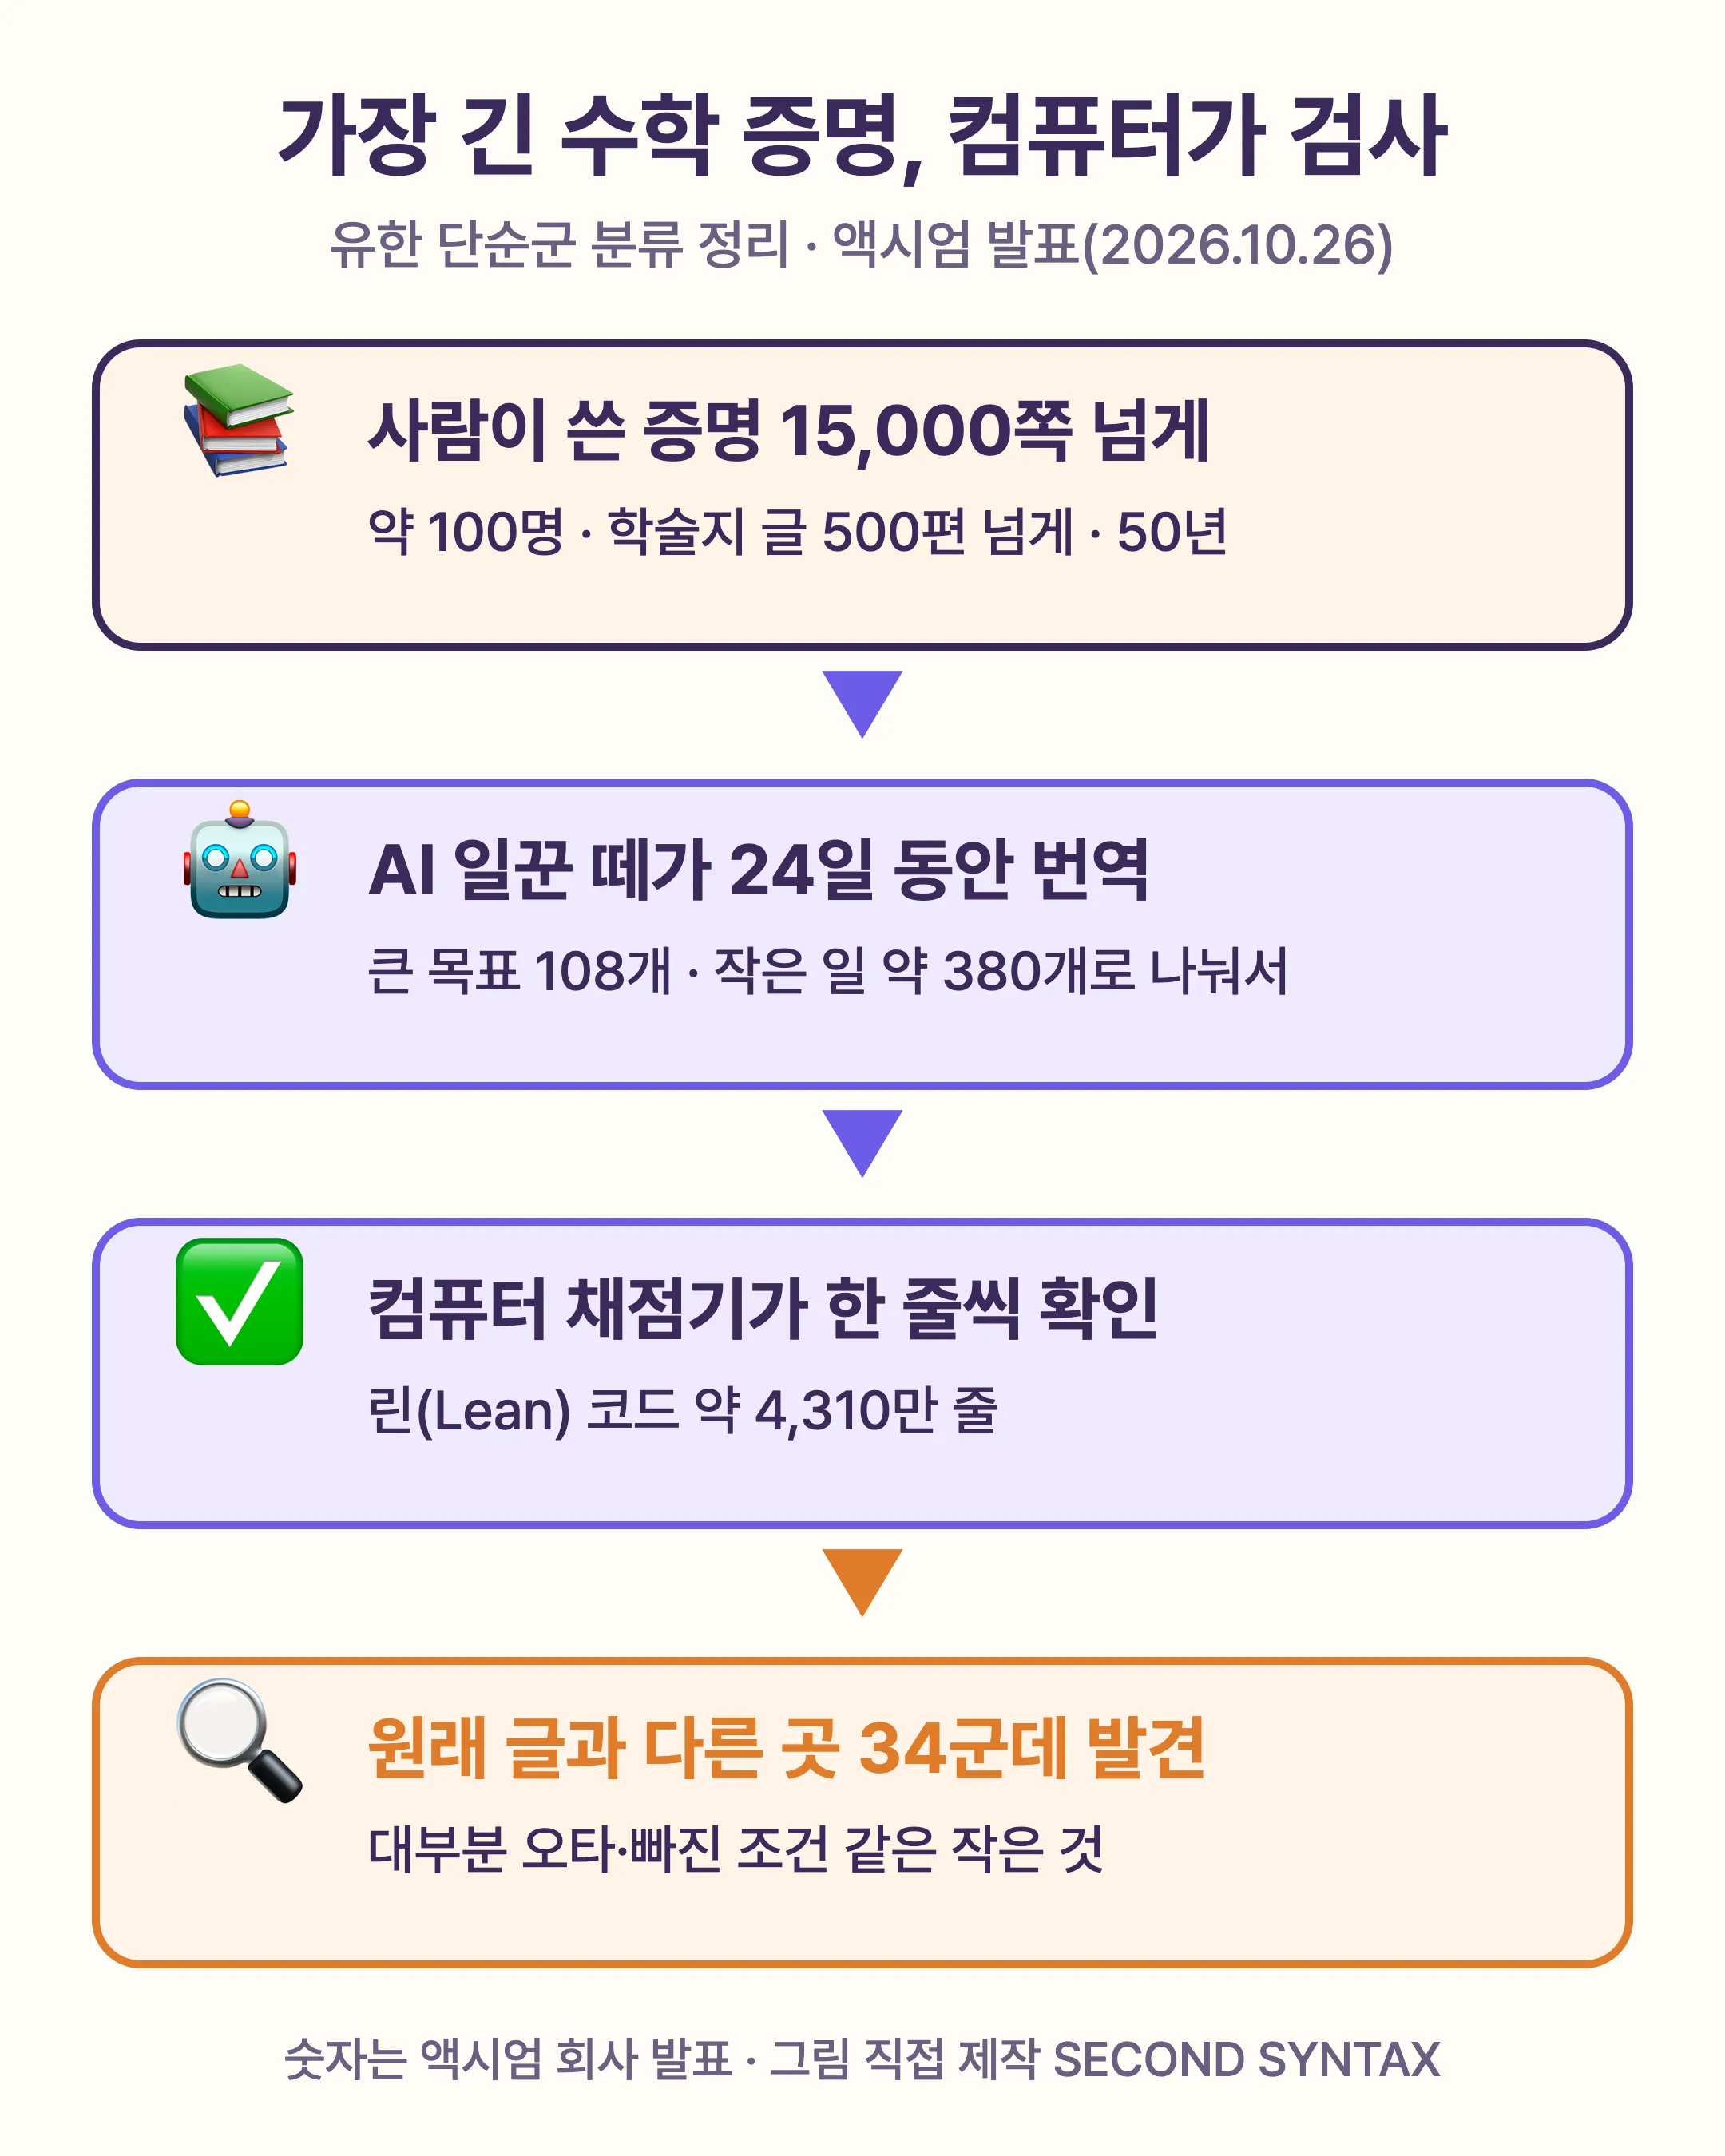 가장 긴 수학 증명, 컴퓨터가 검사
유한 단순군 분류 정리 · 액시엄 발표(2026.10.26)
사람이 쓴 증명 15,000쪽 넘게
약 100명 · 학술지 글 500편 넘게 · 50년
AI 일꾼 떼가 24일 동안 번역
큰 목표 108개 · 작은 일 약 380개로 나눠서
컴퓨터 채점기가 한 줄씩 확인
린(Lean) 코드 약 4,310만 줄
원래 글과 다른 곳 34군데 발견
대부분 오타·빠진 조건 같은 작은 것
숫자는 액시엄 회사 발표 · 그림 직접 제작 SECOND SYNTAX